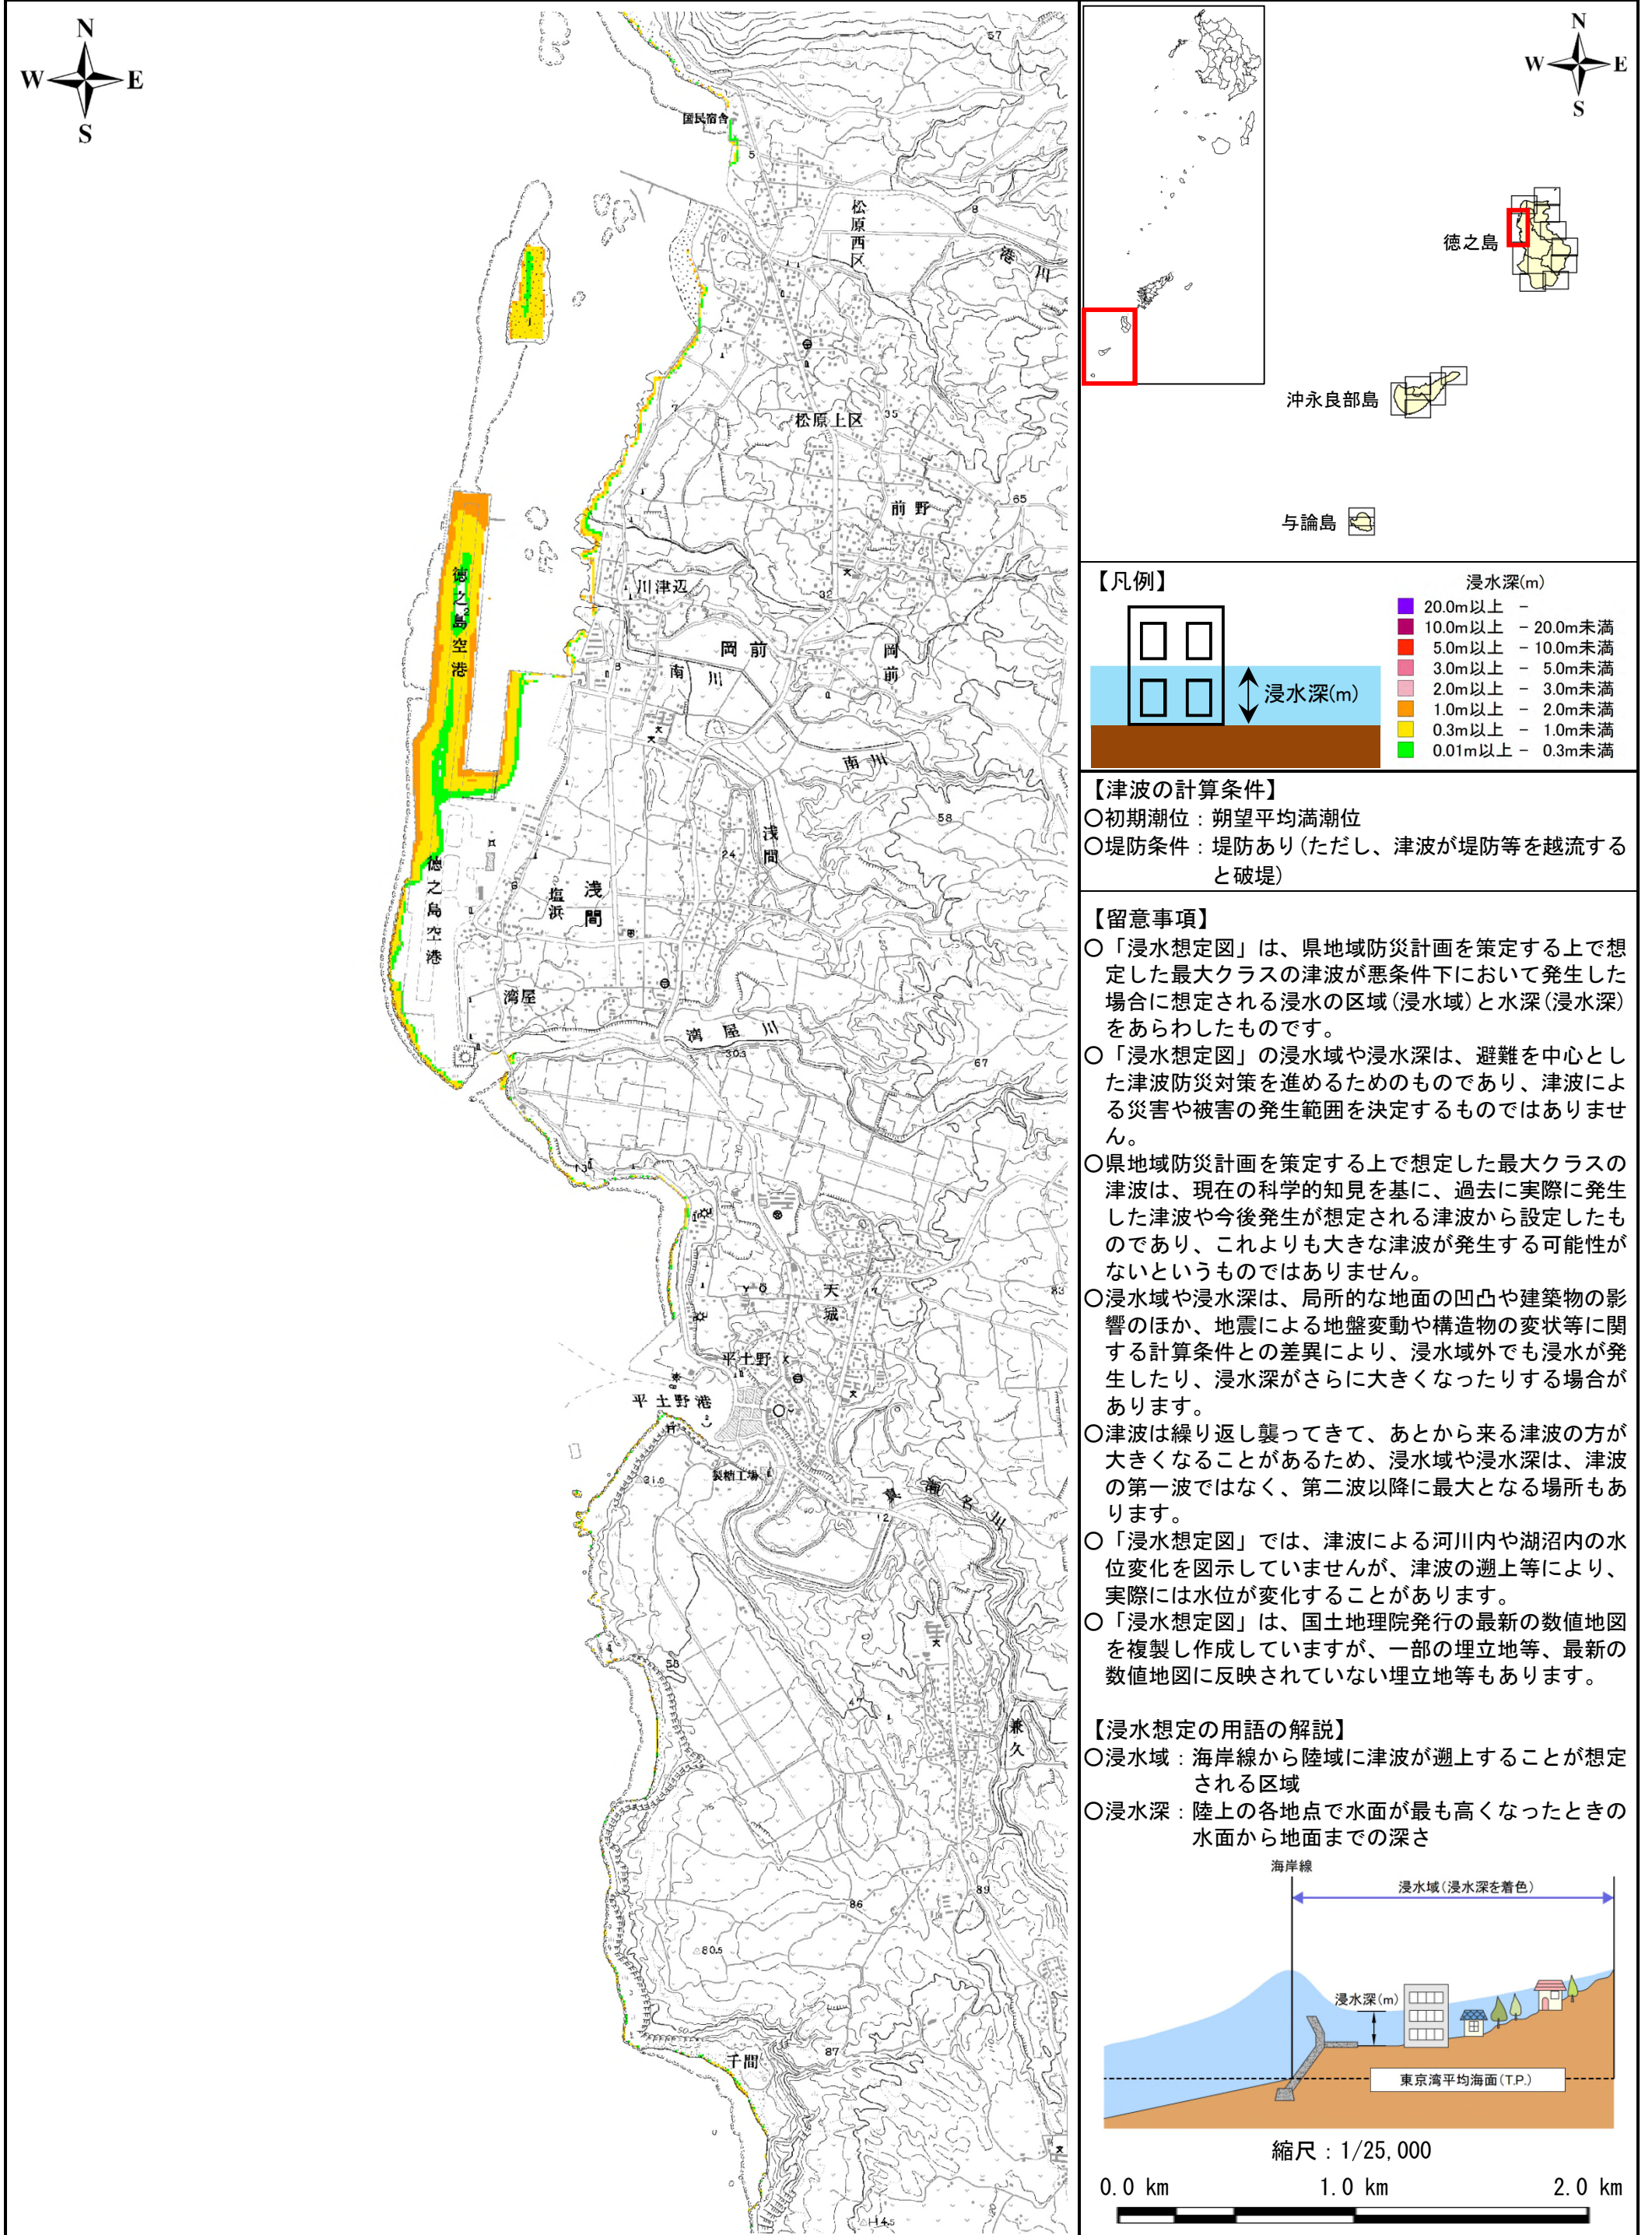 N
W E
S
国民宿舎
57
5
松原西区
8
港川
松原上区
35
7
前野
65
川津辺
32
徳之島空港
2
岡前
岡前
南川
8
南川
58
浅間
24
徳之島空港
6
塩浜
浅間
湾屋
湾屋川
30.3
67
13
天城
17
83
平土野
平土野港
31.9
製糖工場
真瀬名川
12
70
58
47
兼久
75
86
89
80.5
千間
87
114.5
N
W E
S
徳之島
沖永良部島
与論島
【凡例】
浸水深(m)
浸水深(m)
20.0m以上 -
10.0m以上 - 20.0m未満
5.0m以上 - 10.0m未満
3.0m以上 - 5.0m未満
2.0m以上 - 3.0m未満
1.0m以上 - 2.0m未満
0.3m以上 - 1.0m未満
0.01m以上 - 0.3m未満
【津波の計算条件】
○初期潮位：朔望平均満潮位
○堤防条件：堤防あり(ただし、津波が堤防等を越流する
と破堤)
【留意事項】
○「浸水想定図」は、県地域防災計画を策定する上で想
定した最大クラスの津波が悪条件下において発生した
場合に想定される浸水の区域(浸水域)と水深(浸水深)
をあらわしたものです。
○「浸水想定図」の浸水域や浸水深は、避難を中心とし
た津波防災対策を進めるためのものであり、津波によ
る災害や被害の発生範囲を決定するものではありませ
ん。
○県地域防災計画を策定する上で想定した最大クラスの
津波は、現在の科学的知見を基に、過去に実際に発生
した津波や今後発生が想定される津波から設定したも
のであり、これよりも大きな津波が発生する可能性が
ないというものではありません。
○浸水域や浸水深は、局所的な地面の凹凸や建築物の影
響のほか、地震による地盤変動や構造物の変状等に関
する計算条件との差異により、浸水域外でも浸水が発
生したり、浸水深がさらに大きくなったりする場合が
あります。
○津波は繰り返し襲ってきて、あとから来る津波の方が
大きくなることがあるため、浸水域や浸水深は、津波
の第一波ではなく、第二波以降に最大となる場所もあ
ります。
○「浸水想定図」では、津波による河川内や湖沼内の水
位変化を図示していませんが、津波の遡上等により、
実際には水位が変化することがあります。
○「浸水想定図」は、国土地理院発行の最新の数値地図
を複製し作成していますが、一部の埋立地等、最新の
数値地図に反映されていない埋立地等もあります。
【浸水想定の用語の解説】
○浸水域：海岸線から陸域に津波が遡上することが想定
される区域
○浸水深：陸上の各地点で水面が最も高くなったときの
水面から地面までの深さ
海岸線
浸水域(浸水深を着色)
浸水深(m)
東京湾平均海面(T.P.)
縮尺：1/25,000
0.0 km 1.0 km 2.0 km